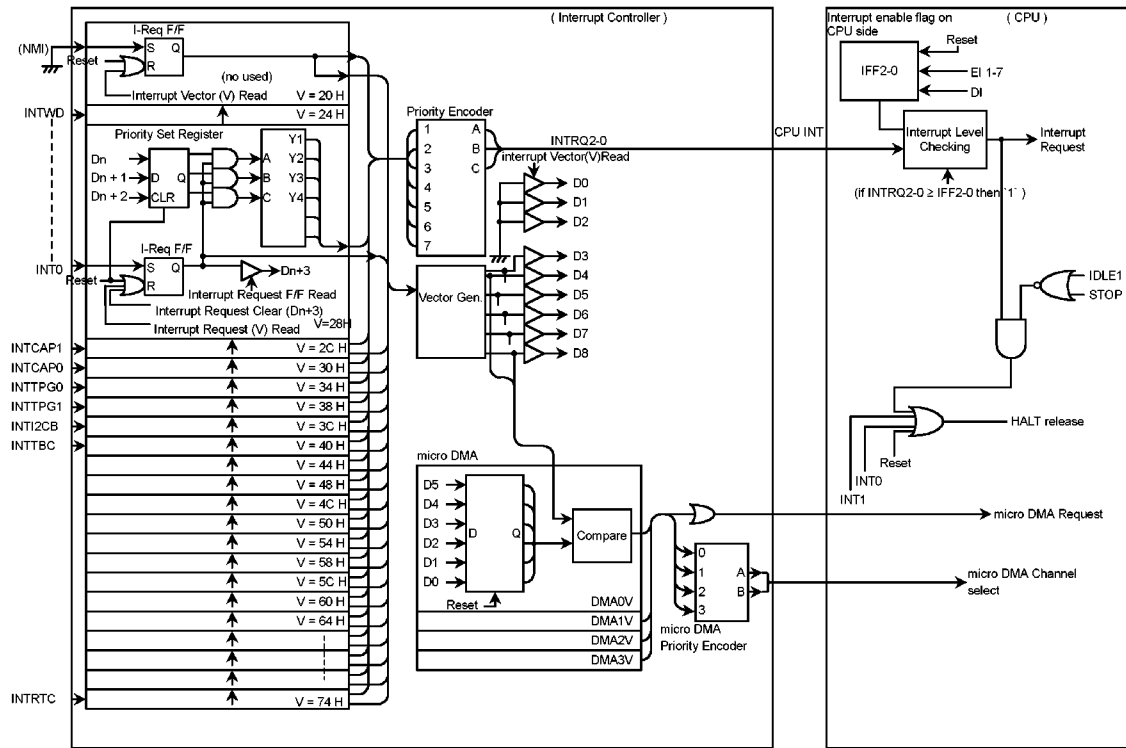 ( Interrupt Controller )
Interrupt enable flag on
CPU side
( CPU )
I-Req F/F
(NMI)
S
Q
R
Reset
(no used)
Interrupt Vector (V) Read
V = 20 H
INTWD
V = 24 H
Priority Set Register
Dn
Dn + 1
Dn + 2
D
Q
CLR
A
B
C
Y1
Y2
Y3
Y4
I-Req F/F
INT0
S
Q
R
Reset
Dn+3
Interrupt Request F/F Read
Interrupt Request Clear (Dn+3)
Interrupt Request (V) Read
V=28H
INTCAP1
V = 2C H
INTCAP0
V = 30 H
INTTPG0
V = 34 H
INTTPG1
V = 38 H
INTI2CB
V = 3C H
INTTBC
V = 40 H
V = 44 H
V = 48 H
V = 4C H
V = 50 H
V = 54 H
V = 58 H
V = 5C H
V = 60 H
V = 64 H
INTRTC
V = 74 H
Priority Encoder
1
2
3
4
5
6
7
A
B
C
INTRQ2-0
interrupt Vector(V)Read
D0
D1
D2
Vector Gen.
D3
D4
D5
D6
D7
D8
micro DMA
D5
D4
D3
D2
D1
D0
D
Q
Reset
Compare
DMA0V
DMA1V
DMA2V
DMA3V
0
1
2
3
A
B
micro DMA
Priority Encoder
CPU INT
IFF2-0
Reset
EI 1-7
DI
Interrupt Level
Checking
Interrupt
Request
(if INTRQ2-0 ≥ IFF2-0 then `1` )
IDLE1
STOP
HALT release
Reset
INT0
INT1
micro DMA Request
micro DMA Channel
select